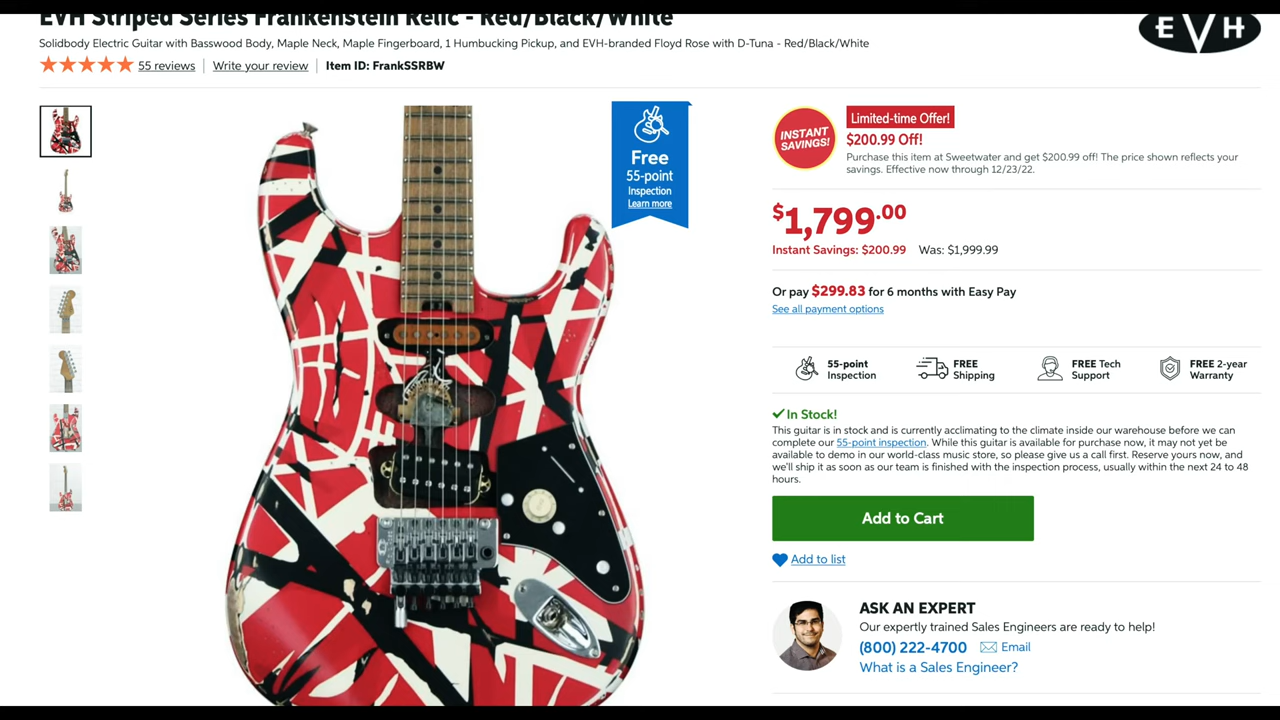 EVH Striped Series Frankenstein Relic - Red/Black/White
EVH
Solidbody Electric Guitar with Basswood Body, Maple Neck, Maple Fingerboard, 1 Humbucking Pickup, and EVH-branded Floyd Rose with D-Tuna - Red/Black/White
55 reviews
Write your review
Item ID: FrankSSRBW
Free
55-point
Inspection
Learn more
INSTANT
SAVINGS!
Limited-time Offer!
$200.99 Off!
Purchase this item at Sweetwater and get $200.99 off! The price shown reflects your
savings. Effective now through 12/23/22.
$1,799.00
Instant Savings: $200.99 Was: $1,999.99
Or pay $299.83 for 6 months with Easy Pay
See all payment options
55-point
Inspection
FREE
Shipping
FREE Tech
Support
FREE 2-year
Warranty
In Stock!
This guitar is in stock and is currently acclimating to the climate inside our warehouse before we can
complete our 55-point inspection. While this guitar is available for purchase now, it may not yet be
available to demo in our world-class music store, so please give us a call first. Reserve yours now, and
we'll ship it as soon as our team is finished with the inspection process, usually within the next 24 to 48
hours.
Add to Cart
Add to list
ASK AN EXPERT
Our expertly trained Sales Engineers are ready to help!
(800) 222-4700 Email
What is a Sales Engineer?